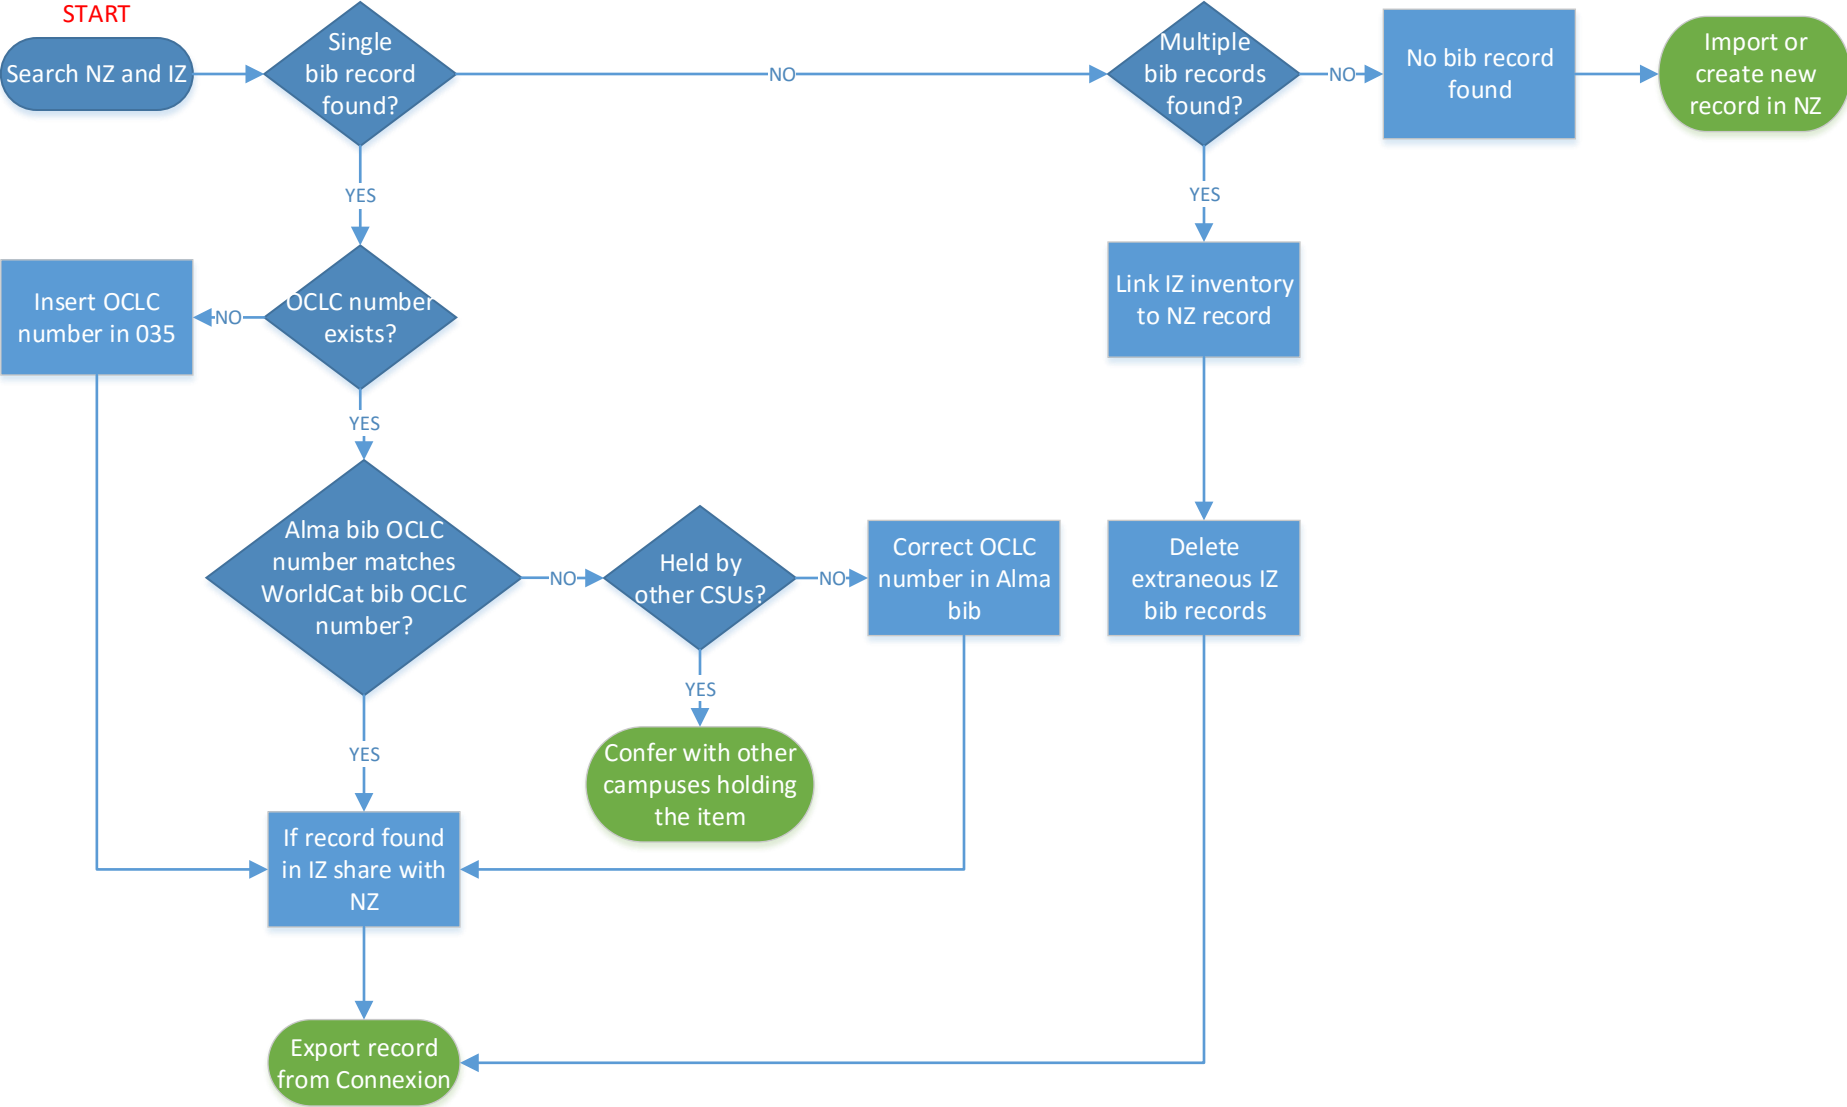 START
Search NZ and IZ
Single
bib record
found?
NO
Multiple
bib records
found?
NO
No bib record
found
Import or
create new
record in NZ
YES
YES
Insert OCLC
number in 035
NO
OCLC number
exists?
Link IZ inventory
to NZ record
YES
Alma bib OCLC
number matches
WorldCat bib OCLC
number?
NO
Held by
other CSUs?
NO
Correct OCLC
number in Alma
bib
Delete
extraneous IZ
bib records
YES
YES
Confer with other
campuses holding
the item
If record found
in IZ share with
NZ
Export record
from Connexion